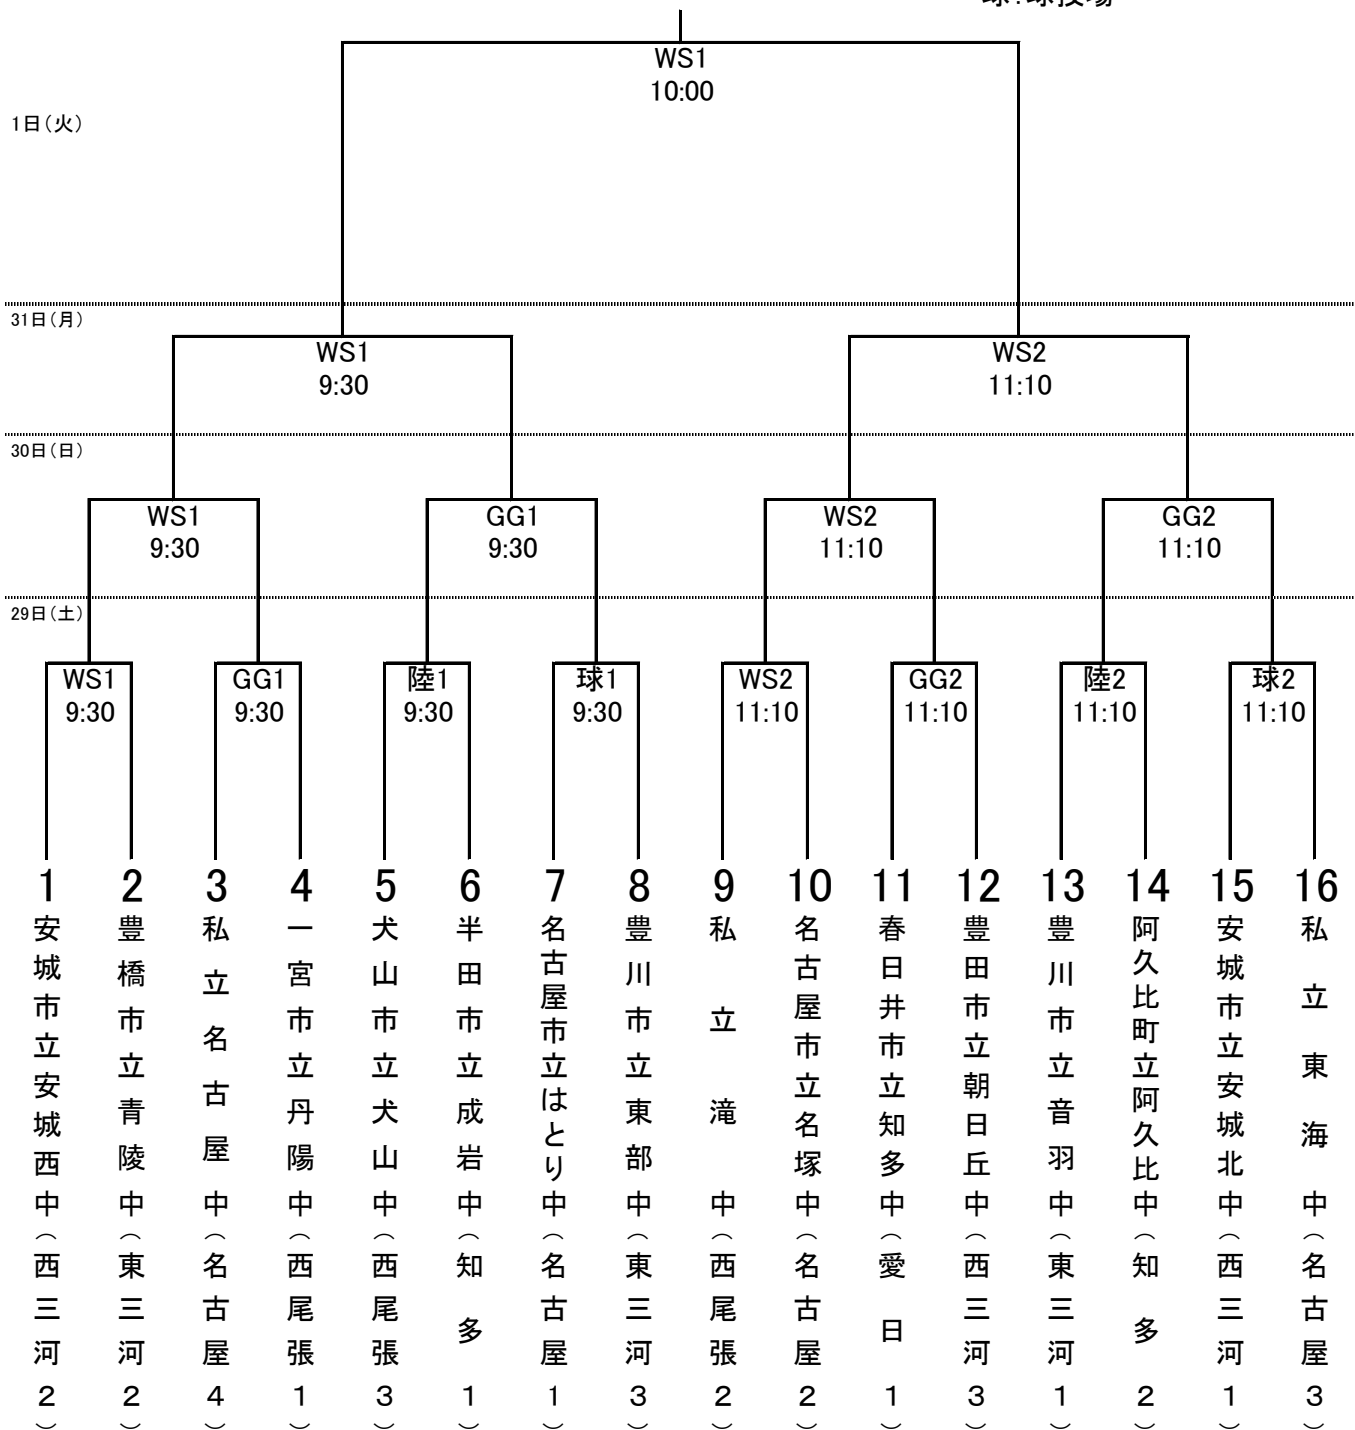 WS1
10:00
1日(火)
31日(月)
WS1
9:30
WS2
11:10
30日(日)
WS1
9:30
GG1
9:30
WS2
11:10
GG2
11:10
29日(土)
WS1
9:30
GG1
9:30
陸1
9:30
球1
9:30
WS2
11:10
GG2
11:10
陸2
11:10
球2
11:10
1
安城市立安城西中(西三河2)
2
豊橋市立青陵中(東三河2)
3
私立名古屋中(名古屋4)
4
一宮市立丹陽中(西尾張1)
5
犬山市立犬山中(西尾張3)
6
半田市立成岩中(知多1)
7
名古屋市立はとり中(名古屋1)
8
豊川市立東部中(東三河3)
9
私立滝中(西尾張2)
10
名古屋市立名塚中(名古屋2)
11
春日井市立知多中(愛日1)
12
豊田市立朝日丘中(西三河3)
13
豊川市立音羽中(東三河1)
14
阿久比町立阿久比中(知多2)
15
安城市立安城北中(西三河1)
16
私立東海中(名古屋3)